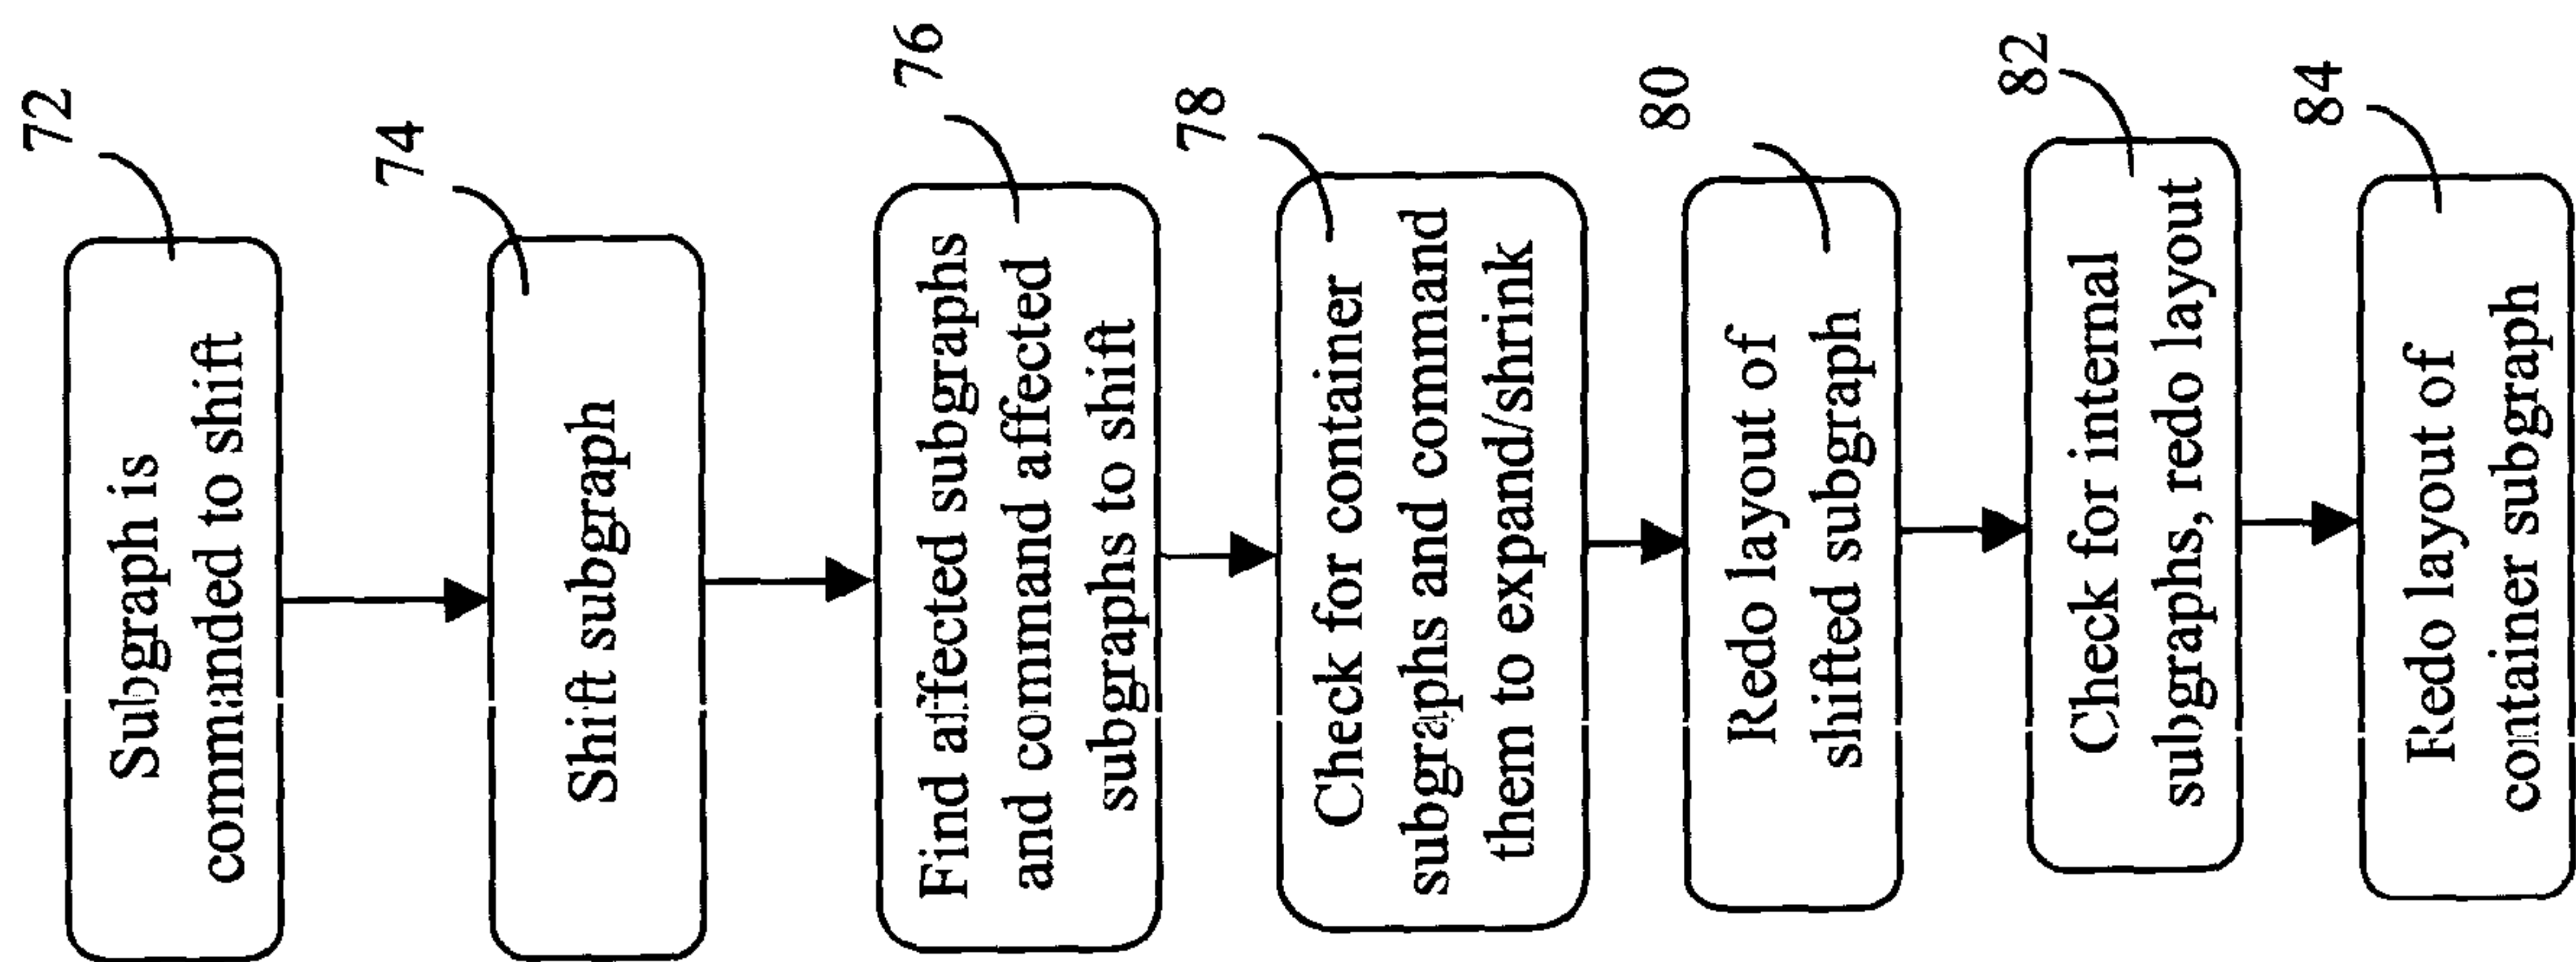 72
Subgraph is
commanded to shift
74
Shift subgraph
76
Find affected subgraphs
and command affected
subgraphs to shift
78
Check for container
subgraphs and command
them to expand/shrink
80
Redo layout of
shifted subgraph
82
Check for internal
subgraphs, redo layout
84
Redo layout of
container subgraph